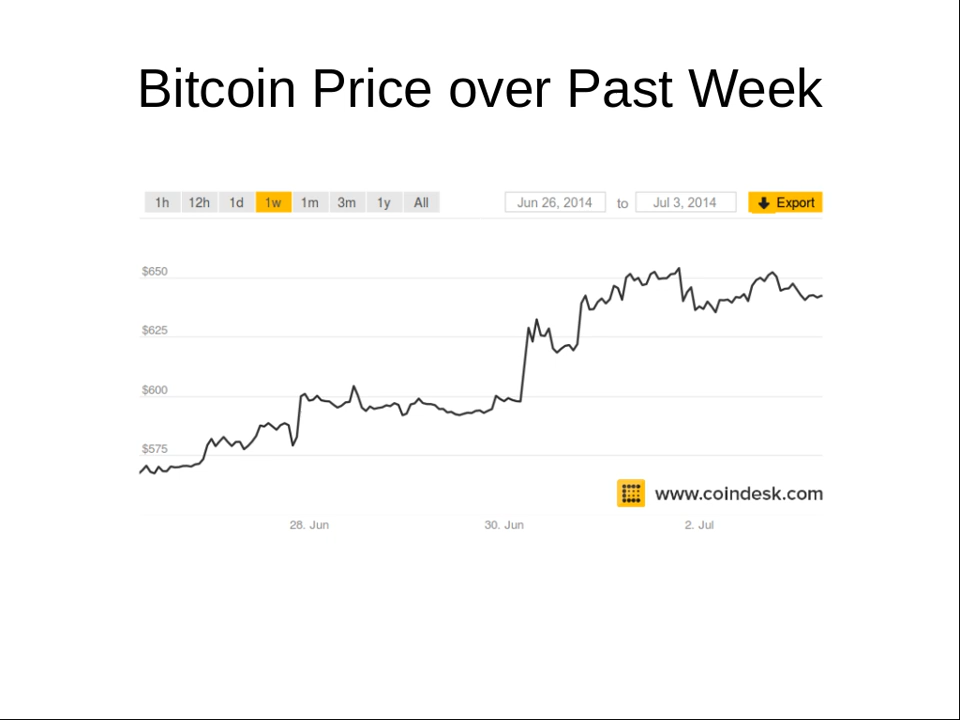 Bitcoin Price over Past Week
1h 12h 1d 1w 1m 3m 1y All Jun 26, 2014 to Jul 3, 2014 Export
$650
$625
$600
$575
www.coindesk.com
28. Jun 30. Jun 2. Jul